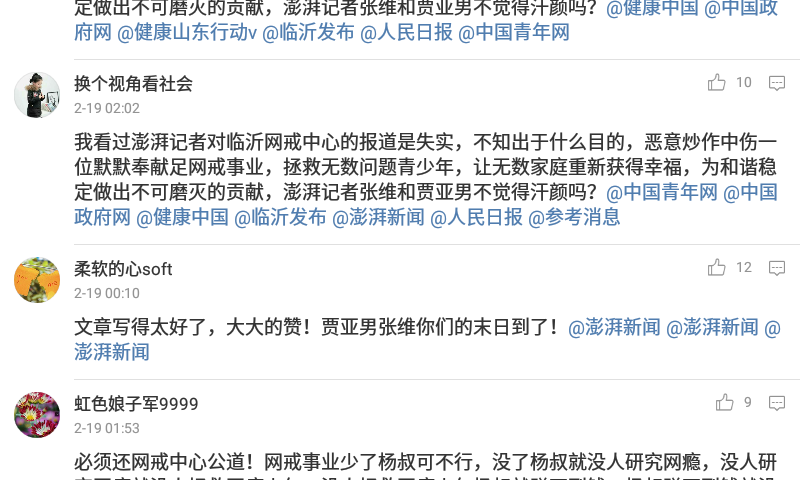 定做出不可磨灭的贡献，澎湃记者张维和贾亚男不觉得汗颜吗？@健康中国 @中国政
府网 @健康山东行动v @临沂发布 @人民日报 @中国青年网
换个视角看社会
10
2-19 02:02
我看过澎湃记者对临沂网戒中心的报道是失实，不知出于什么目的，恶意炒作中伤一
位默默奉献足网戒事业，拯救无数问题青少年，让无数家庭重新获得幸福，为和谐稳
定做出不可磨灭的贡献，澎湃记者张维和贾亚男不觉得汗颜吗？@中国青年网 @中国
政府网 @健康中国 @临沂发布 @澎湃新闻 @人民日报 @参考消息
柔软的心soft
12
2-19 00:10
文章写得太好了，大大的赞！贾亚男张维你们的末日到了！@澎湃新闻 @澎湃新闻 @
澎湃新闻
虹色娘子军9999
9
2-19 01:53
必须还网戒中心公道！网戒事业少了杨叔可不行，没了杨叔就没人研究网瘾，没人研